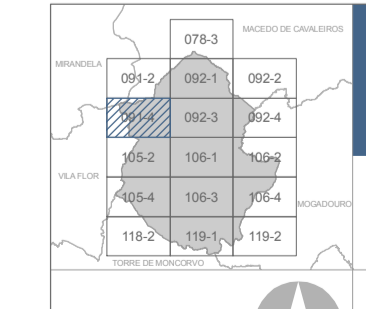 078-3
MACEDO DE CAVALEIROS
MIRANDELA
091-2 092-1 092-2
091-4 092-3 092-4
105-2 106-1 106-2
VILA FLOR
105-4 106-3 106-4
MOGADOURO
118-2 119-1 119-2
TORRE DE MONCORVO